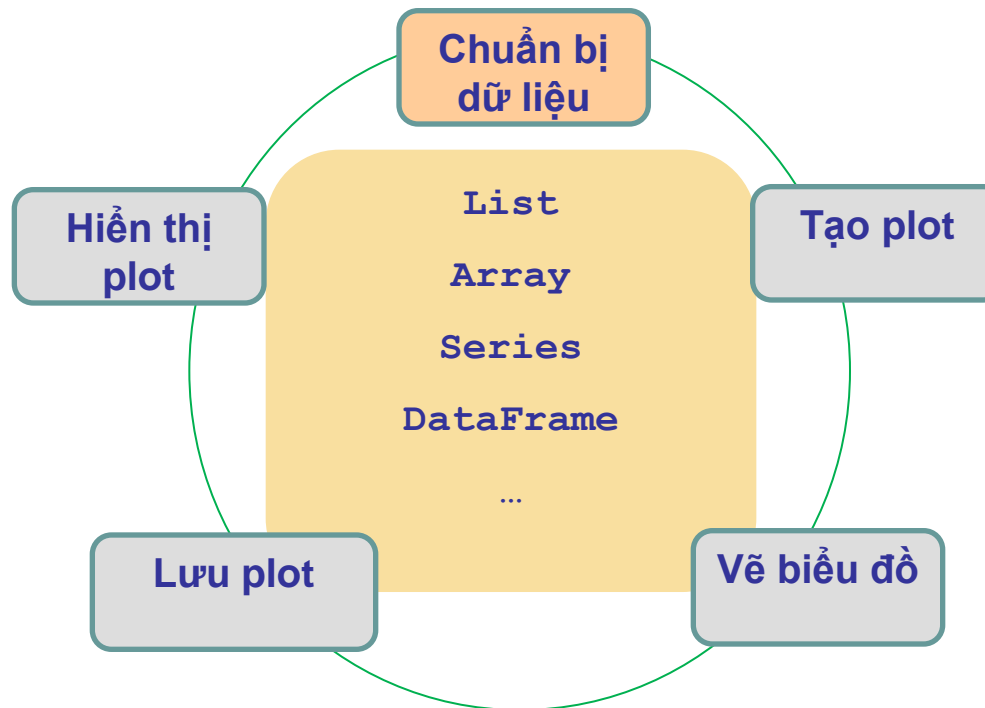 Chuẩn bị
dữ liệu
Hiển thị
plot
List
Array
Series
DataFrame
...
Tạo plot
Lưu plot
Vẽ biểu đồ